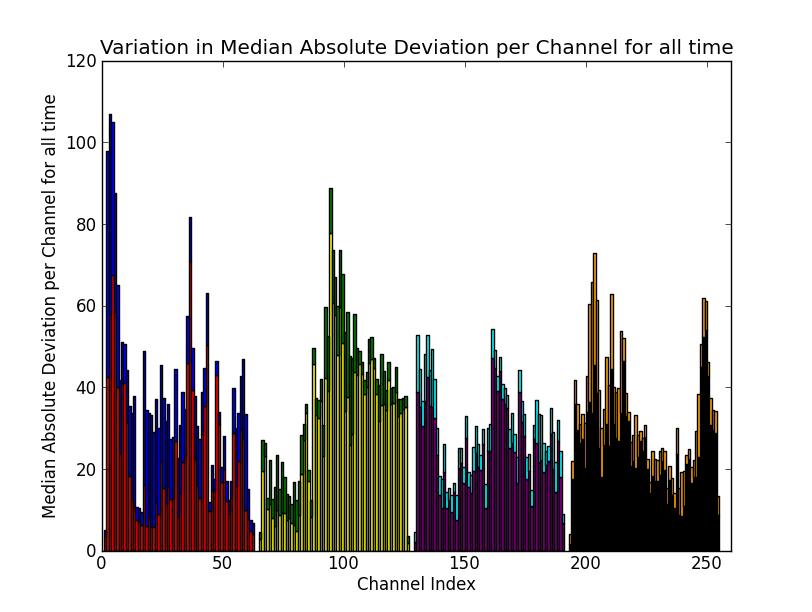 Variation in Median Absolute Deviation per Channel for all time
Median Absolute Deviation per Channel for all time
120
100
80
60
40
20
0
0 50 100 150 200 250
Channel Index